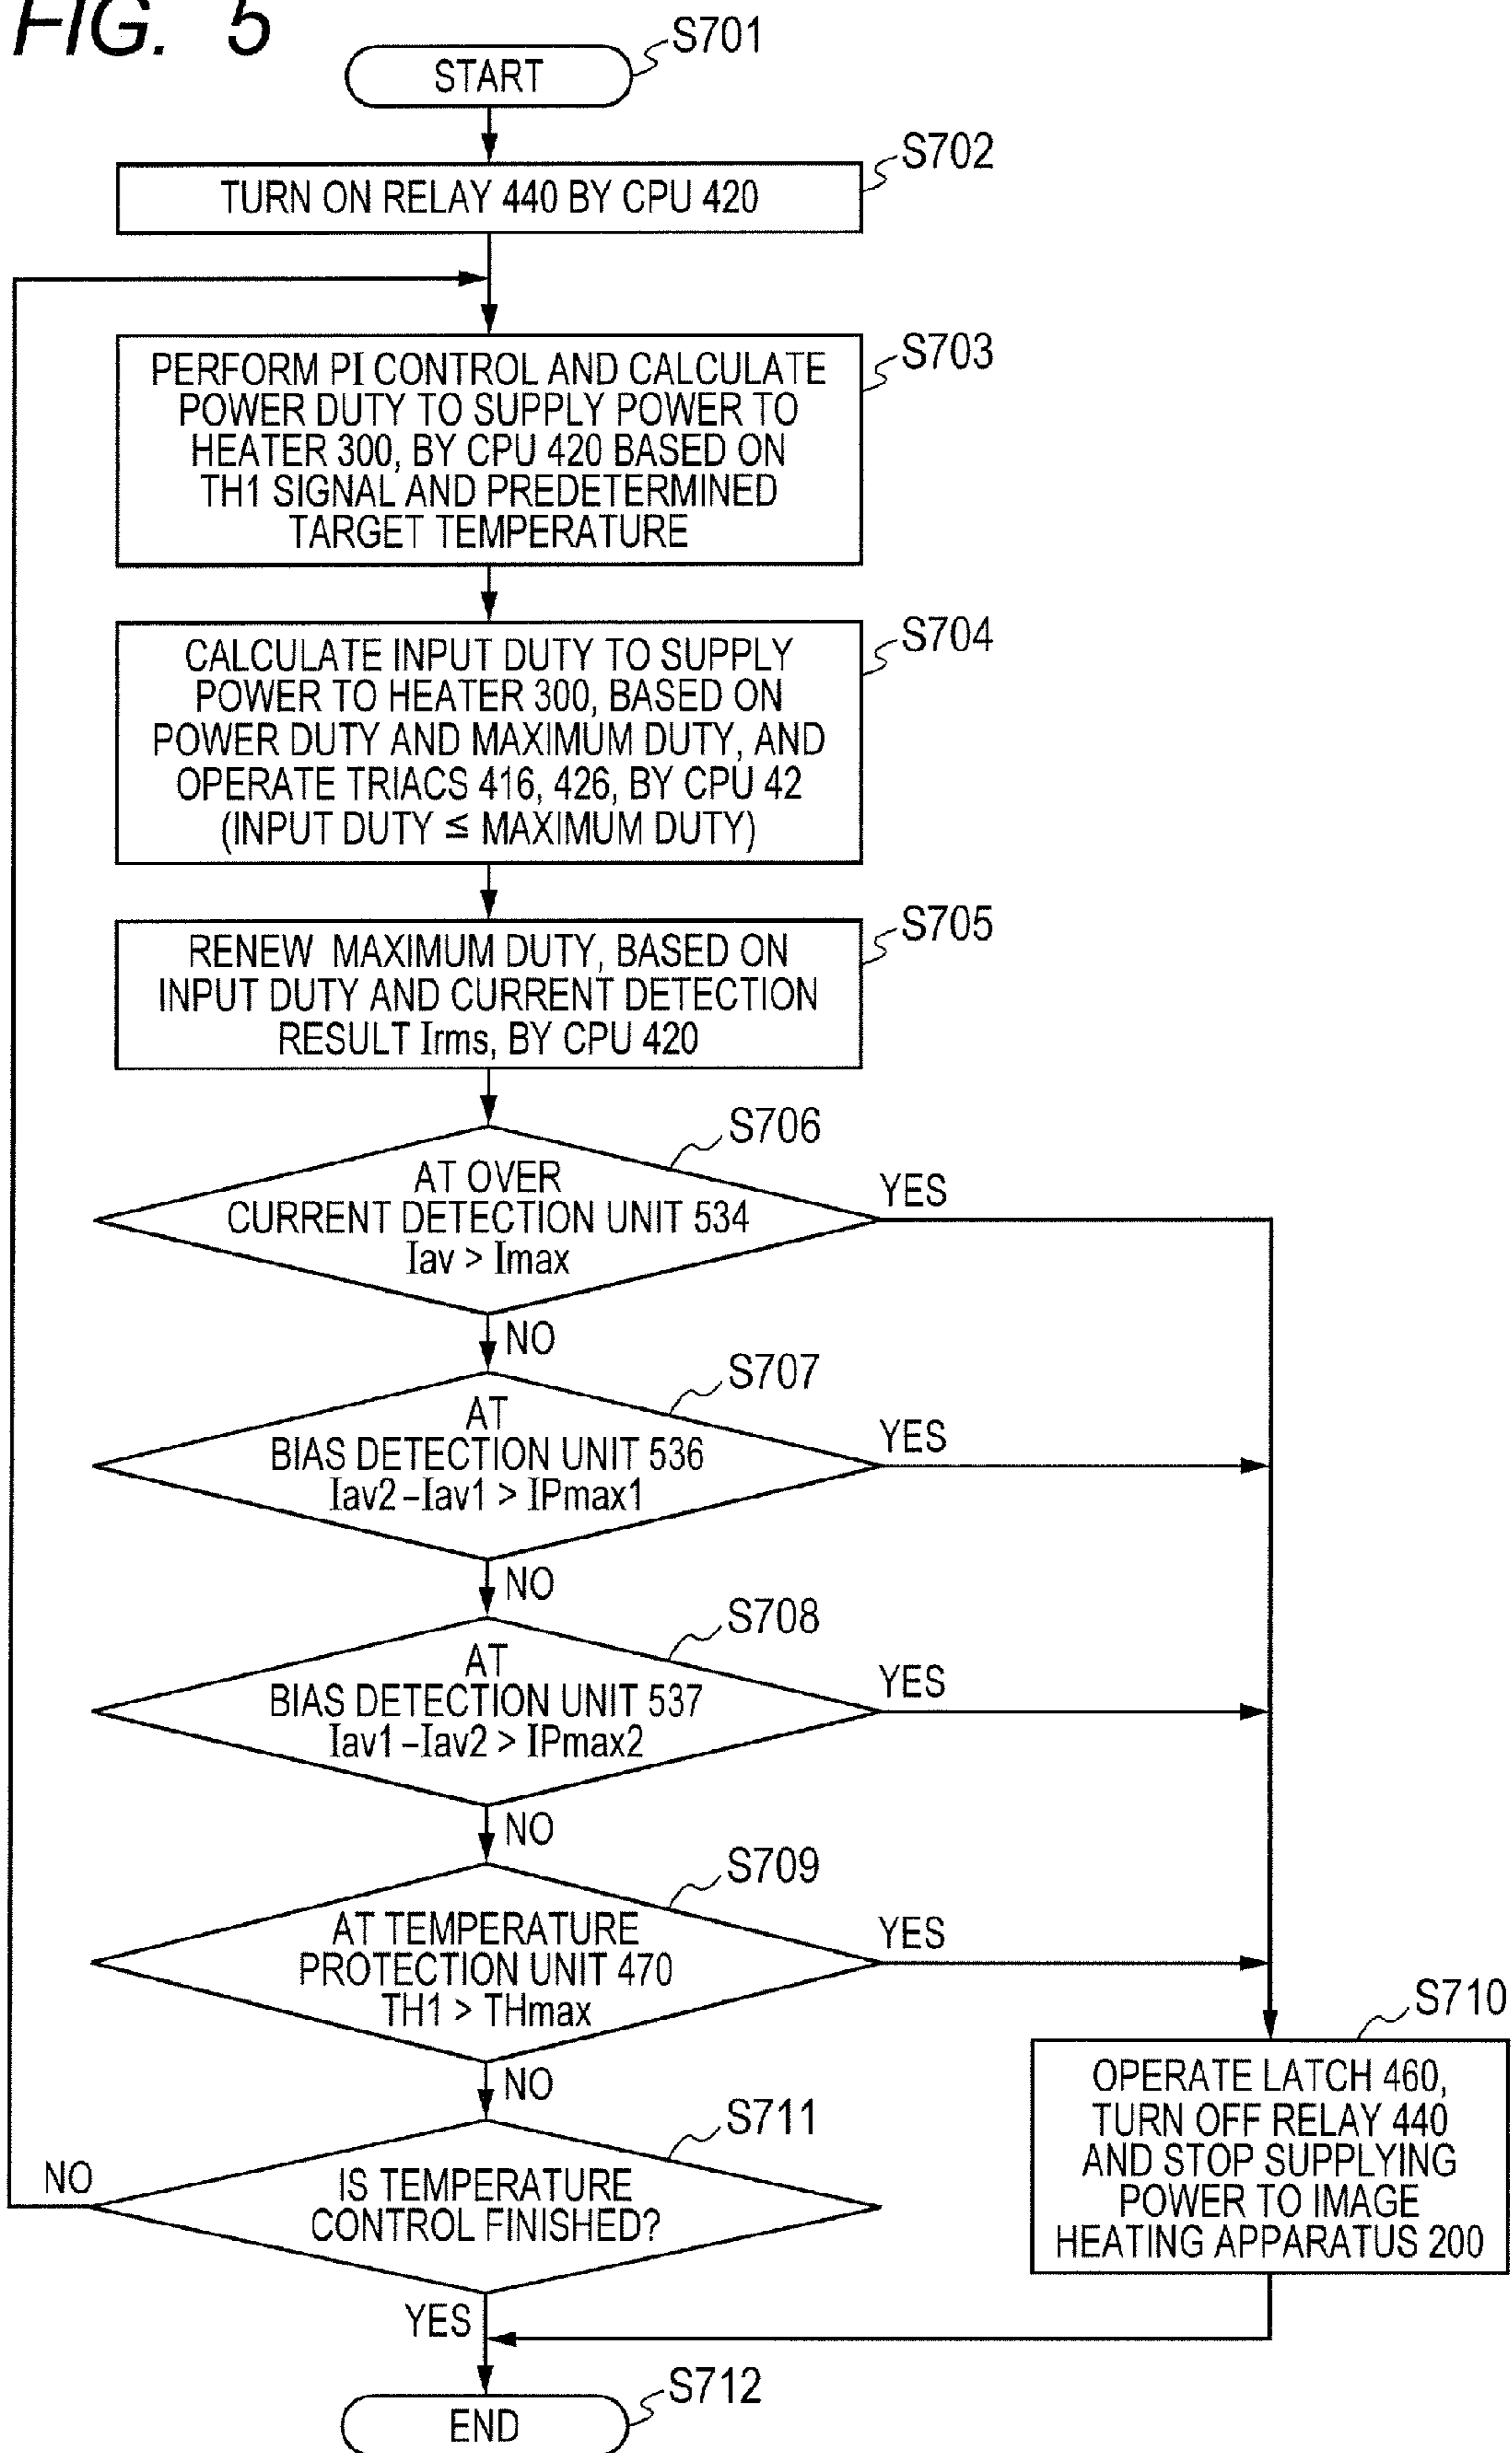 FIG. 5
START
S701
TURN ON RELAY 440 BY CPU 420
S702
PERFORM PI CONTROL AND CALCULATE
POWER DUTY TO SUPPLY POWER TO
HEATER 300, BY CPU 420 BASED ON
TH1 SIGNAL AND PREDETERMINED
TARGET TEMPERATURE
S703
CALCULATE INPUT DUTY TO SUPPLY
POWER TO HEATER 300, BASED ON
POWER DUTY AND MAXIMUM DUTY, AND
OPERATE TRIACS 416, 426, BY CPU 42
(INPUT DUTY ≤ MAXIMUM DUTY)
S704
RENEW MAXIMUM DUTY, BASED ON
INPUT DUTY AND CURRENT DETECTION
RESULT Irms, BY CPU 420
S705
AT OVER
CURRENT DETECTION UNIT 534
Iav > Imax
S706
YES
NO
AT
BIAS DETECTION UNIT 536
Iav2 –Iav1 > IPmax1
S707
YES
NO
AT
BIAS DETECTION UNIT 537
Iav1 –Iav2 > IPmax2
S708
YES
NO
AT TEMPERATURE
PROTECTION UNIT 470
TH1 > THmax
S709
YES
NO
OPERATE LATCH 460,
TURN OFF RELAY 440
AND STOP SUPPLYING
POWER TO IMAGE
HEATING APPARATUS 200
S710
IS TEMPERATURE
CONTROL FINISHED?
S711
NO
YES
END
S712